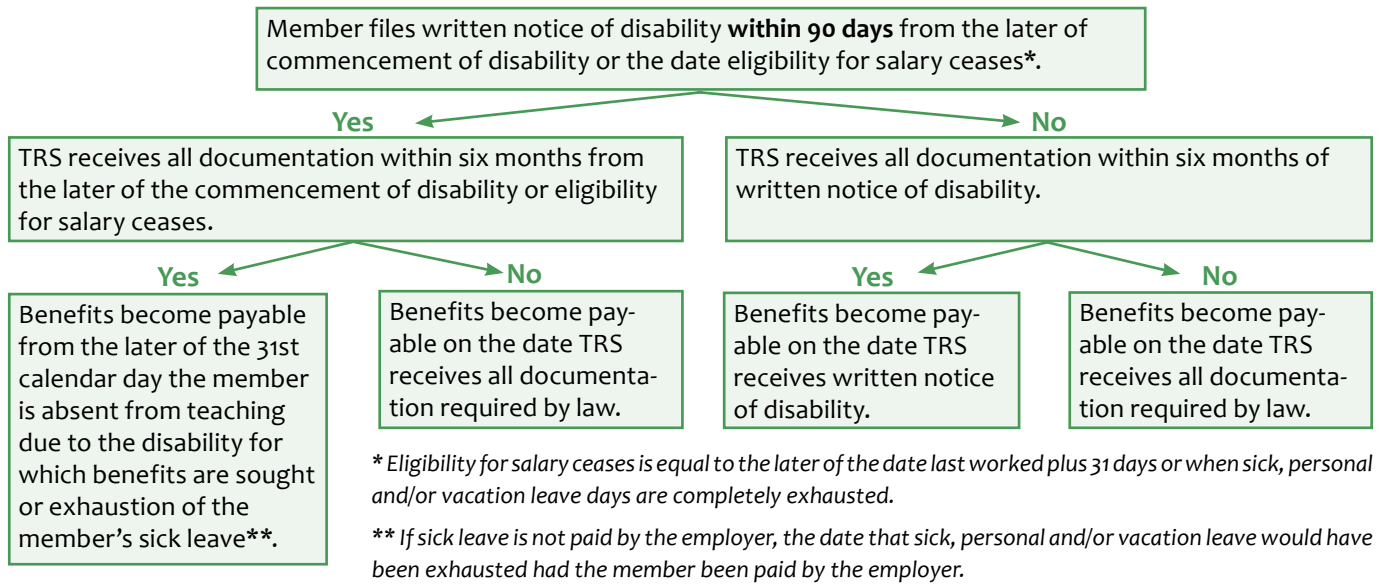 Member files written notice of disability within 90 days from the later of
commencement of disability or the date eligibility for salary ceases*.
Yes
No
TRS receives all documentation within six months from
the later of the commencement of disability or eligibility
for salary ceases.
TRS receives all documentation within six months of
written notice of disability.
Yes
No
Yes
No
Benefits become payable
from the later of the 31st
calendar day the member
is absent from teaching
due to the disability for
which benefits are sought
or exhaustion of the
member's sick leave**.
Benefits become pay-
able on the date TRS
receives all documenta-
tion required by law.
Benefits become pay-
able on the date TRS
receives written notice
of disability.
Benefits become pay-
able on the date TRS
receives all documenta-
tion required by law.
* Eligibility for salary ceases is equal to the later of the date last worked plus 31 days or when sick, personal
and/or vacation leave days are completely exhausted.
** If sick leave is not paid by the employer, the date that sick, personal and/or vacation leave would have
been exhausted had the member been paid by the employer.